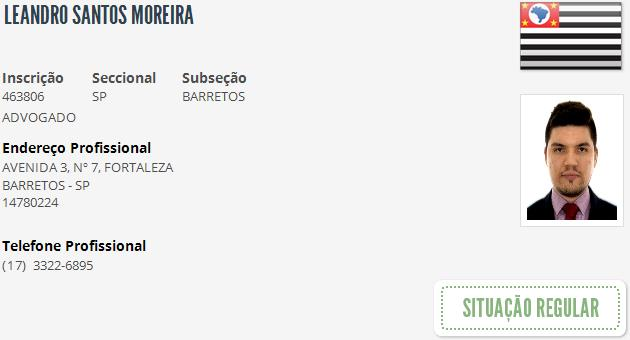 LEANDRO SANTOS MOREIRA
Inscrição Seccional Subseção
463806 SP BARRETOS
ADVOGADO
Endereço Profissional
AVENIDA 3, Nº 7, FORTALEZA
BARRETOS - SP
14780224
Telefone Profissional
(17) 3322-6895
SITUAÇÃO REGULAR